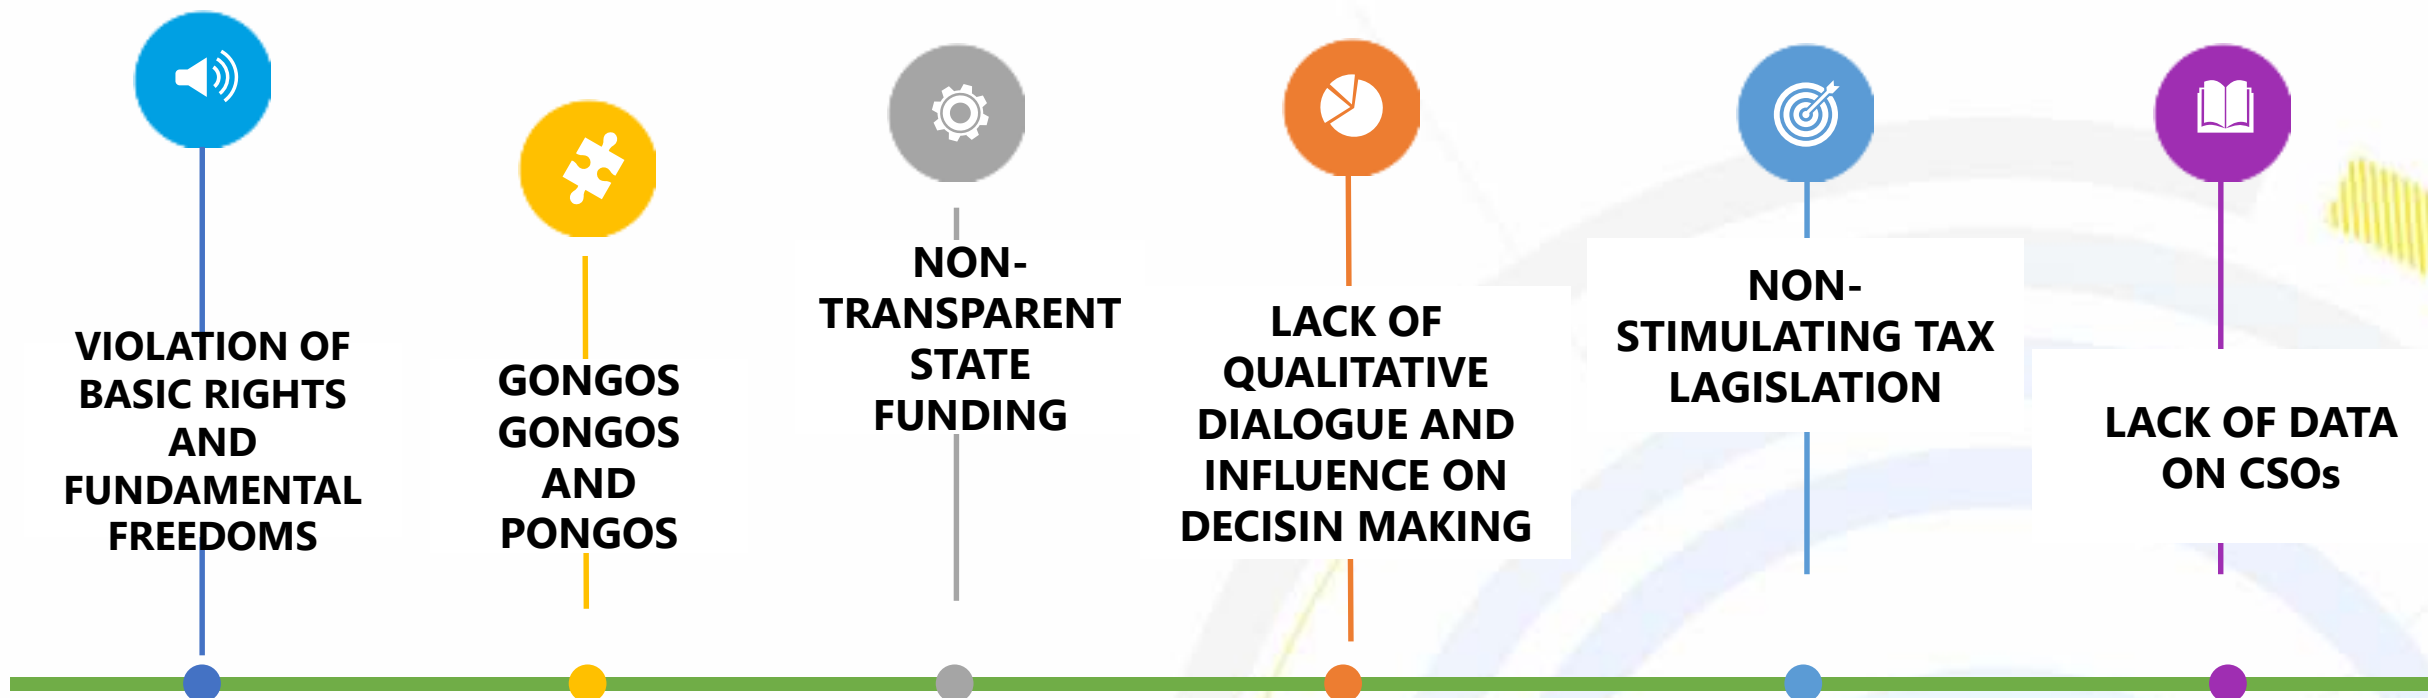 VIOLATION OF
BASIC RIGHTS
AND
FUNDAMENTAL
FREEDOMS
GONGOS
GONGOS
AND
PONGOS
NON-
TRANSPARENT
STATE
FUNDING
LACK OF
QUALITATIVE
DIALOGUE AND
INFLUENCE ON
DECISIN MAKING
NON-
STIMULATING TAX
LAGISLATION
LACK OF DATA
ON CSOs